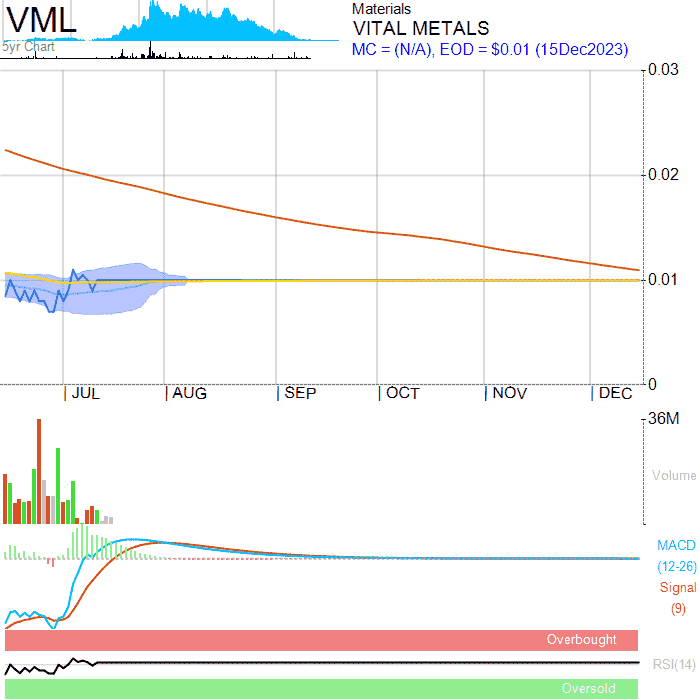 VML
5yr Chart
Materials
VITAL METALS
MC = (N/A), EOD = $0.01 (15Dec2023)
0.03
0.02
0.01
0
JUL AUG SEP OCT NOV DEC
36M
Volume
MACD
(12-26)
Signal
(9)
Overbought
RSI(14)
Oversold